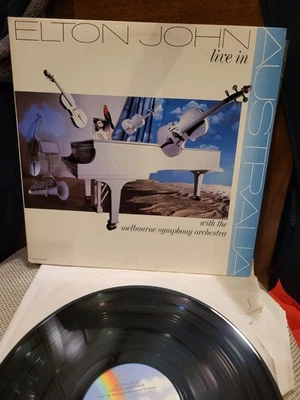 ELTON JOHN
live in
AUSTRALIA
with the
melbourne symphony orchestra